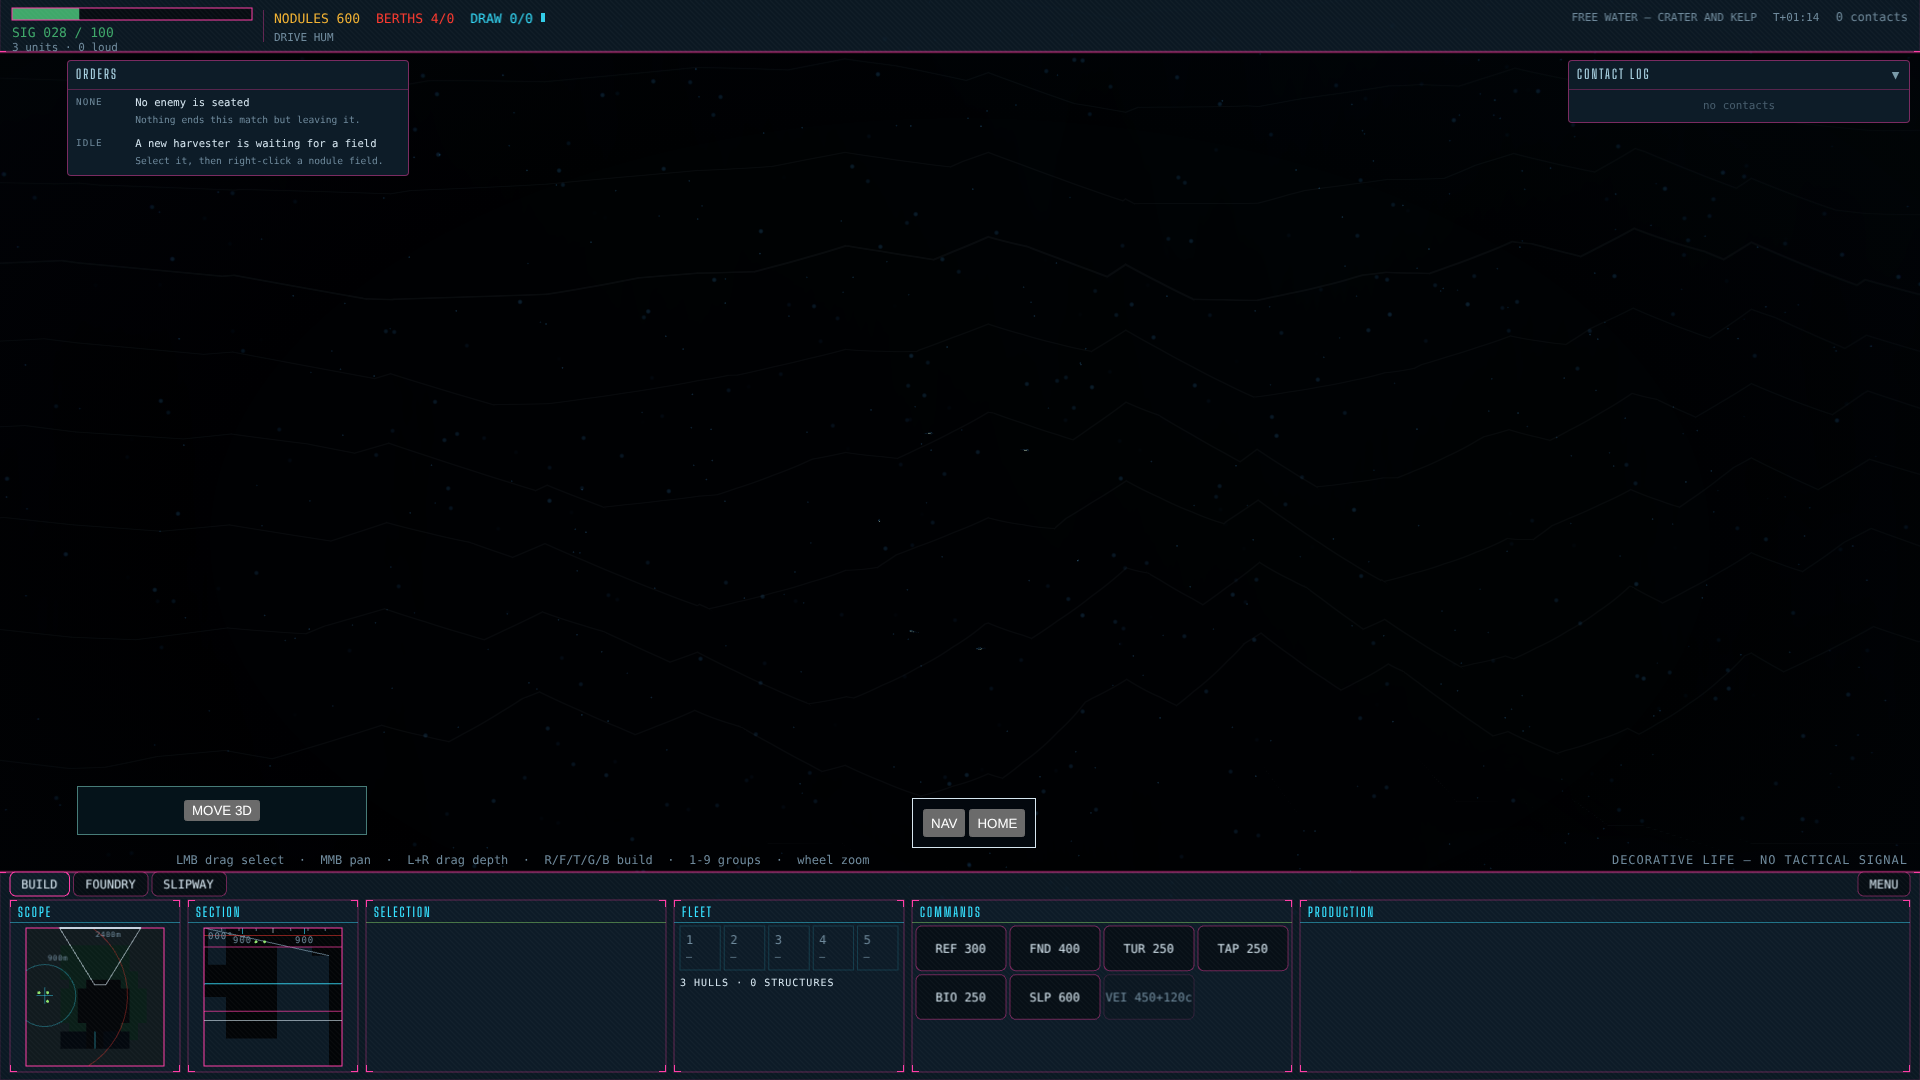 SIG 028 / 100
3 units · 0 loud
NODULES 600 BERTHS 4/0 DRAW 0/0
DRIVE HUM
FREE WATER — CRATER AND KELP T+01:14 0 contacts
ORDERS
NONE No enemy is seated
Nothing ends this match but leaving it.
IDLE A new harvester is waiting for a field
Select it, then right-click a nodule field.
CONTACT LOG ▼
no contacts
MOVE 3D
NAV HOME
LMB drag select · MMB pan · L+R drag depth · R/F/T/G/B build · 1-9 groups · wheel zoom
DECORATIVE LIFE — NO TACTICAL SIGNAL
BUILD FOUNDRY SLIPWAY MENU
SCOPE
2400m
900m
SECTION
000 900 900
SELECTION
FLEET
1 2 3 4 5
— — — — —
3 HULLS · 0 STRUCTURES
COMMANDS
REF 300 FND 400 TUR 250 TAP 250
BIO 250 SLP 600 VEI 450+120c
PRODUCTION